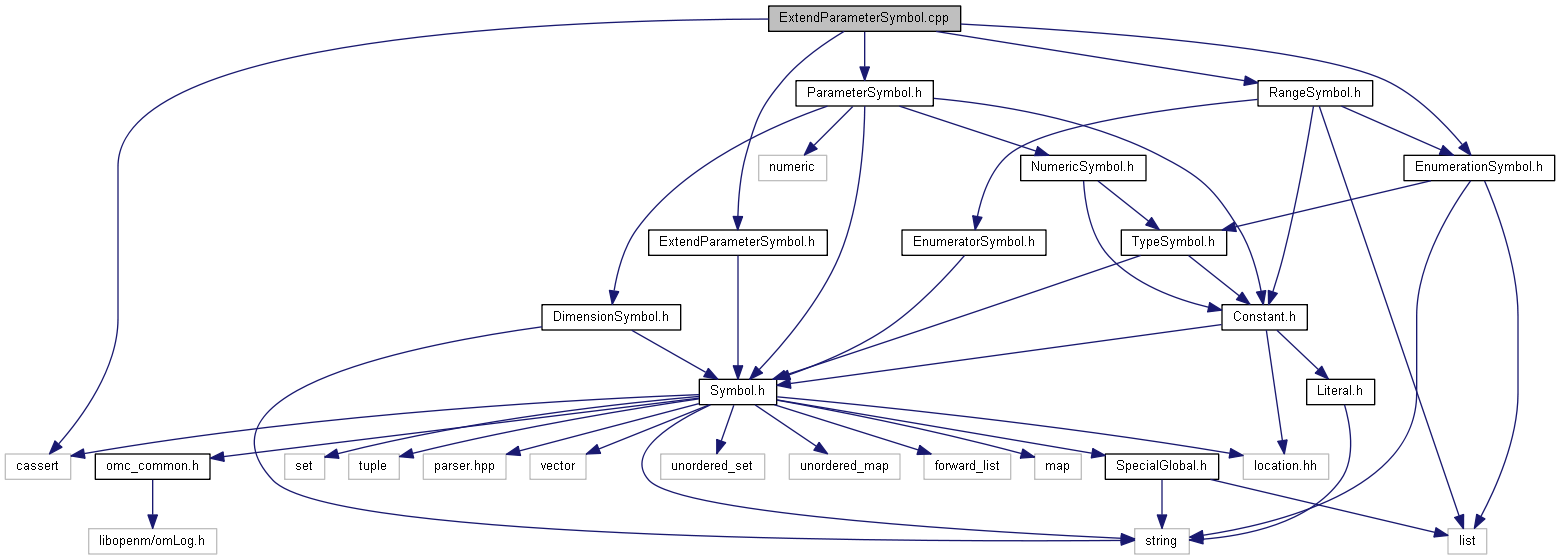 ExtendParameterSymbol.cpp
ParameterSymbol.h
RangeSymbol.h
numeric
NumericSymbol.h
EnumerationSymbol.h
ExtendParameterSymbol.h
EnumeratorSymbol.h
TypeSymbol.h
DimensionSymbol.h
Constant.h
Symbol.h
Literal.h
cassert
omc_common.h
set
tuple
parser.hpp
vector
unordered_set
unordered_map
forward_list
map
SpecialGlobal.h
location.hh
libopenm/omLog.h
string
list